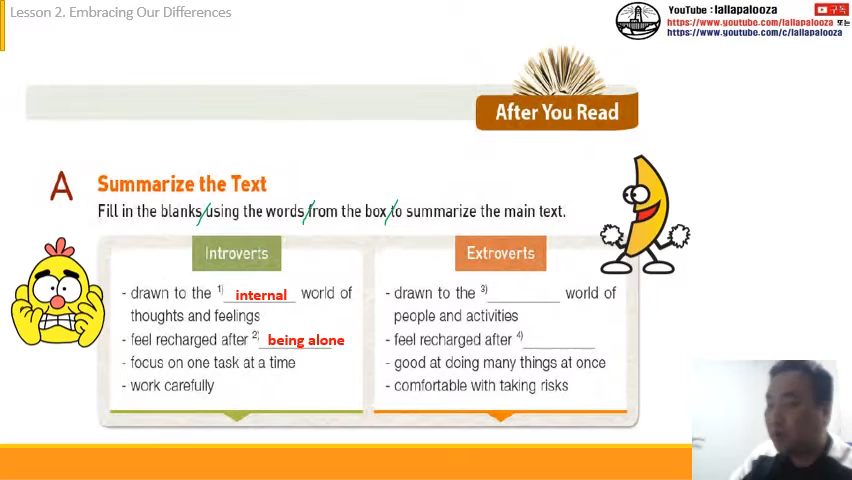 Lesson 2. Embracing Our Differences
YouTube : lallapalooza
구독
https://www.youtube.com/lallapalooza 또는
https://www.youtube.com/c/lallapalooza
After You Read
A Summarize the Text
Fill in the blanks using the words from the box to summarize the main text.
Introverts
- drawn to the 1) internal world of
thoughts and feelings
- feel recharged after 2) being alone
- focus on one task at a time
- work carefully
Extroverts
- drawn to the 3) world of
people and activities
- feel recharged after 4)
- good at doing many things at once
- comfortable with taking risks